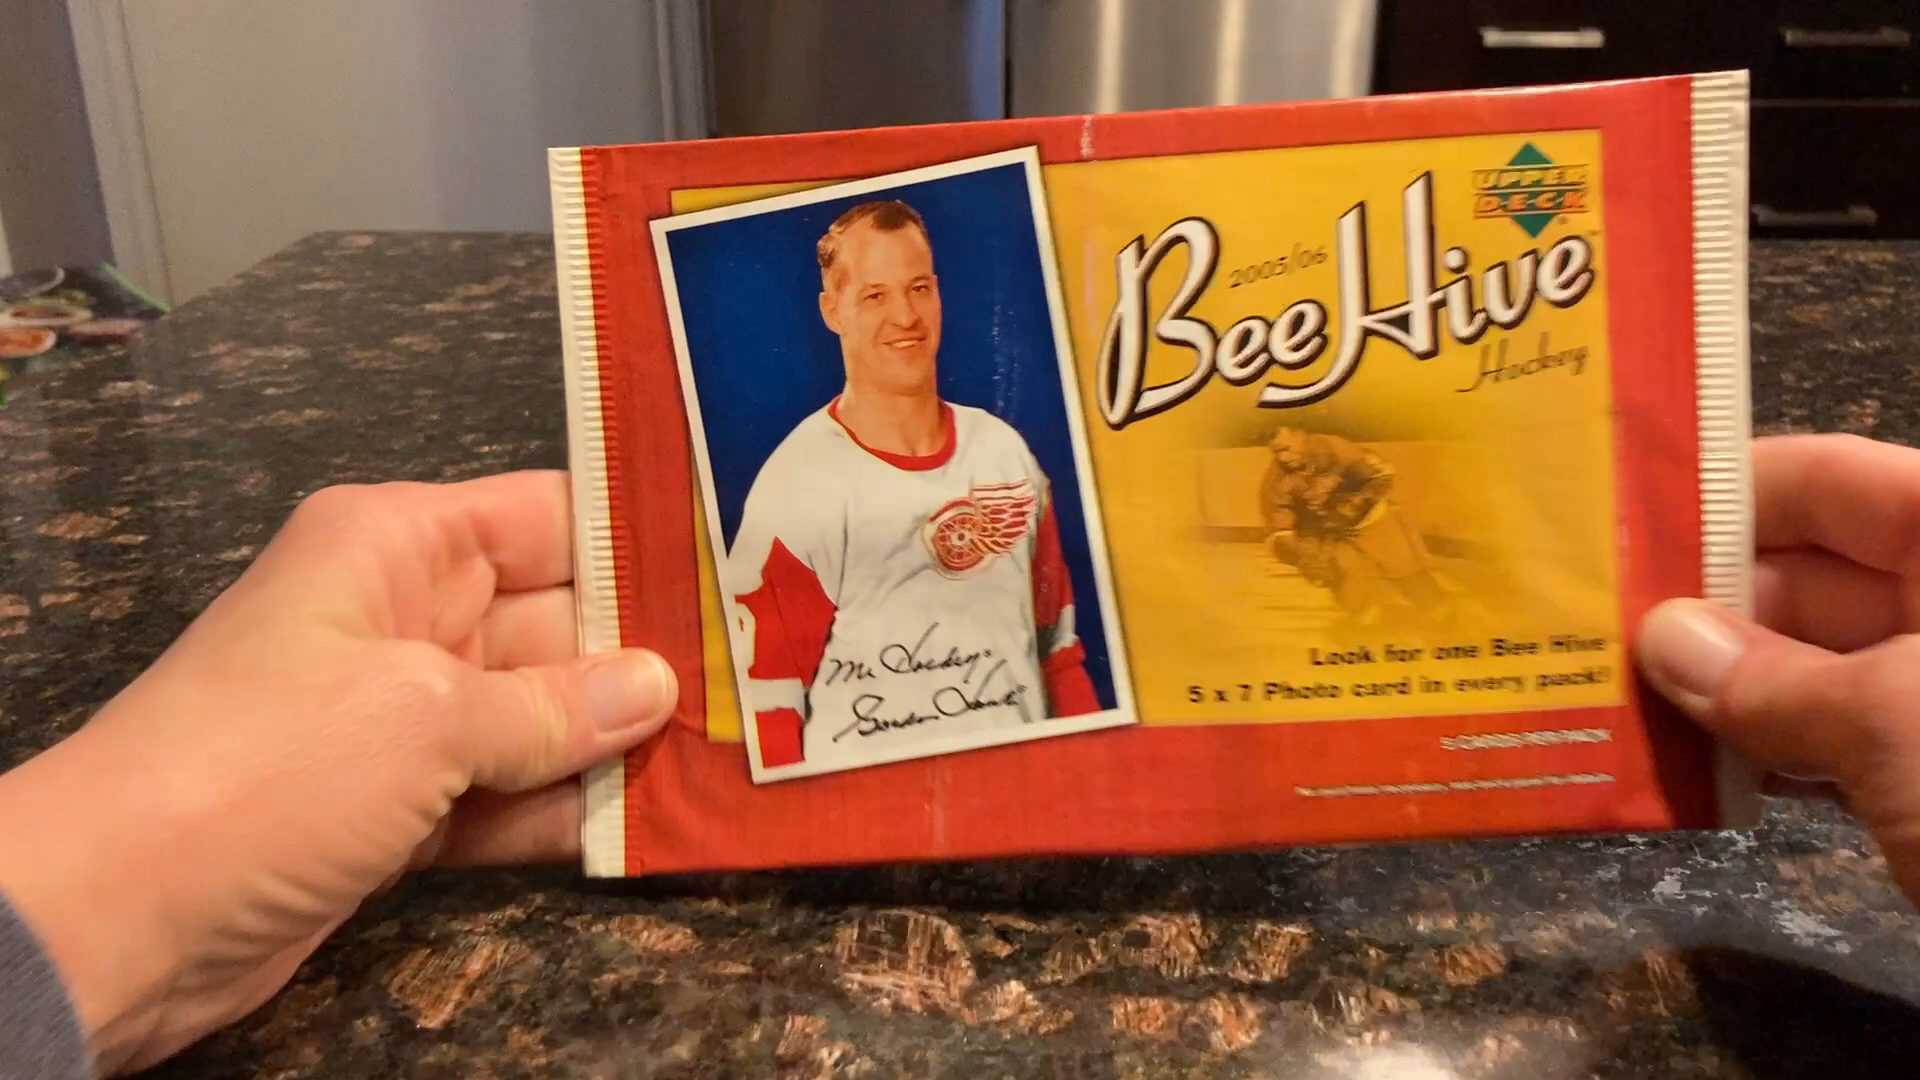 UPPER
DECK
2005/06
Bee Hive
Hockey
Mr Hockey
Gordie Howe
Look for one Bee Hive
5 x 7 Photo card in every pack!